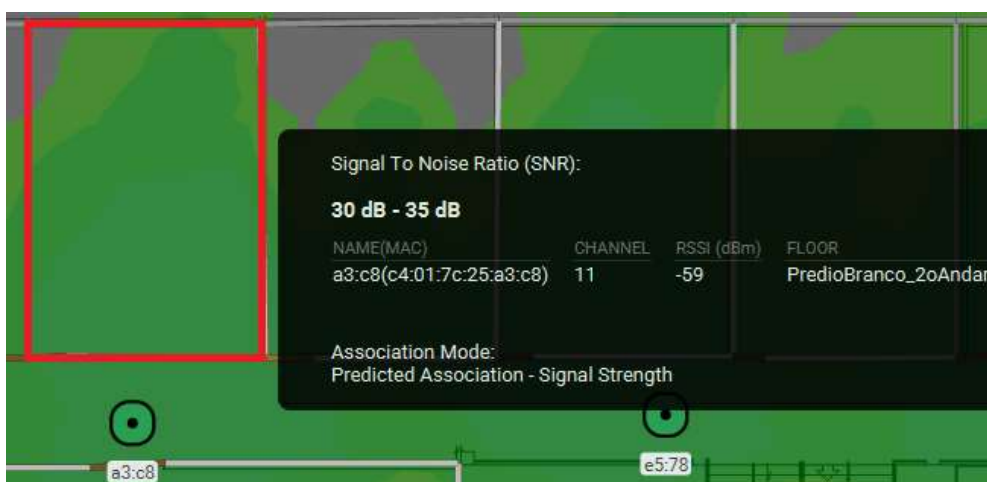 Signal To Noise Ratio (SNR):
30 dB - 35 dB
NAME(MAC) CHANNEL RSSI (dBm) FLOOR
a3:c8(c4:01:7c:25:a3:c8) 11 -59 PredioBranco_2oAndar
Association Mode:
Predicted Association - Signal Strength
a3:c8
e5:78